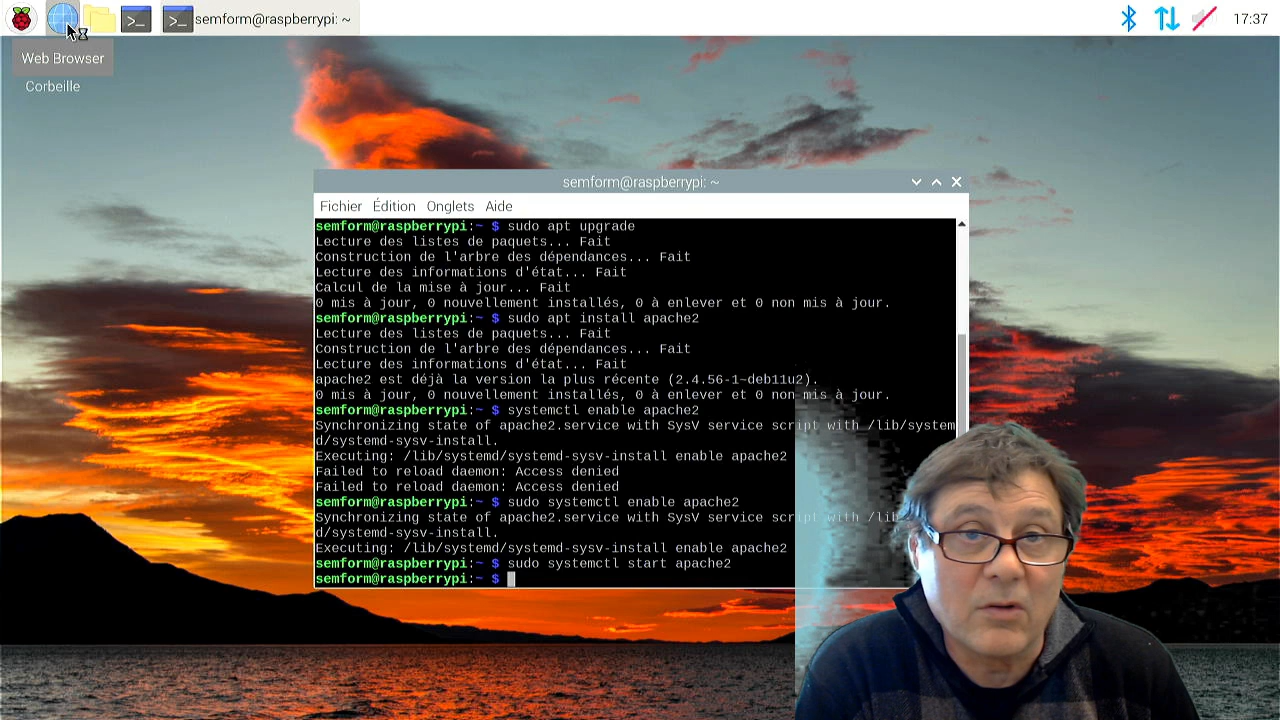 semform@raspberrypi: ~
17:37
Web Browser
Corbeille
semform@raspberrypi: ~
Fichier Édition Onglets Aide
semform@raspberrypi:~ $ sudo apt upgrade
Lecture des listes de paquets... Fait
Construction de l'arbre des dépendances... Fait
Lecture des informations d'état... Fait
Calcul de la mise à jour... Fait
0 mis à jour, 0 nouvellement installés, 0 à enlever et 0 non mis à jour.
semform@raspberrypi:~ $ sudo apt install apache2
Lecture des listes de paquets... Fait
Construction de l'arbre des dépendances... Fait
Lecture des informations d'état... Fait
apache2 est déjà la version la plus récente (2.4.56-1~deb11u2).
0 mis à jour, 0 nouvellement installés, 0 à enlever et 0 non mis à jour.
semform@raspberrypi:~ $ systemctl enable apache2
Synchronizing state of apache2.service with SysV service script with /lib/system
d/systemd-sysv-install.
Executing: /lib/systemd/systemd-sysv-install enable apache2
Failed to reload daemon: Access denied
Failed to reload daemon: Access denied
semform@raspberrypi:~ $ sudo systemctl enable apache2
Synchronizing state of apache2.service with SysV service script with /lib
d/systemd-sysv-install.
Executing: /lib/systemd/systemd-sysv-install enable apache2
semform@raspberrypi:~ $ sudo systemctl start apache2
semform@raspberrypi:~ $